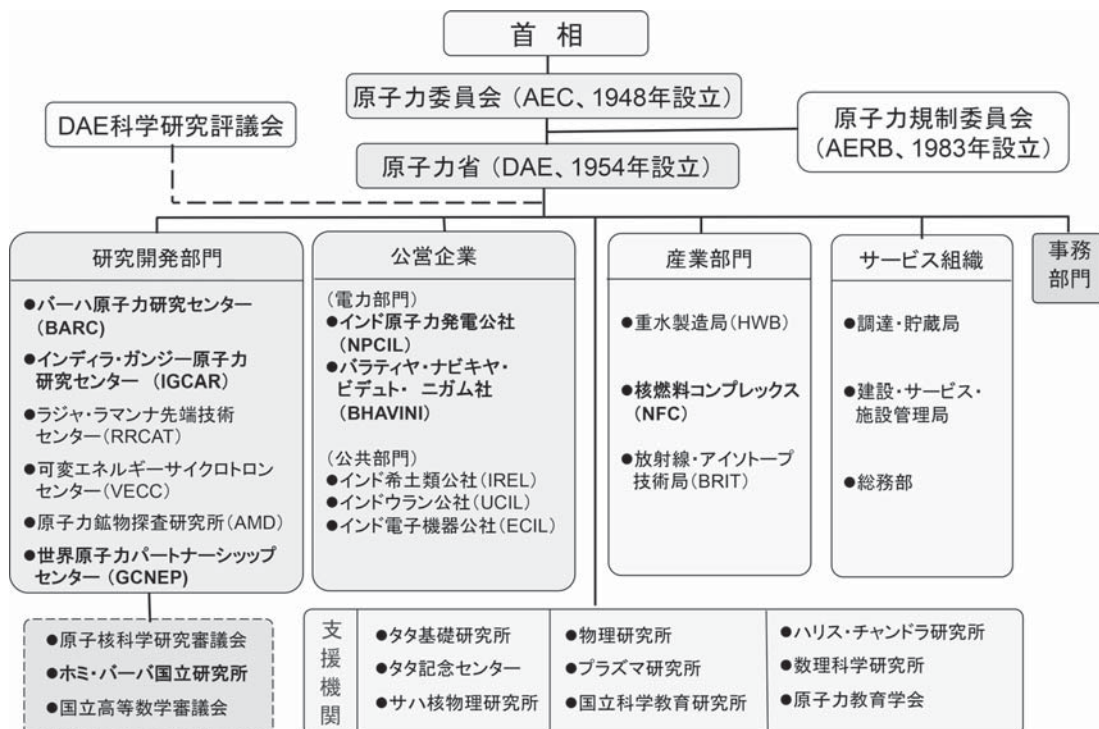 首 相
原子力委員会 (AEC、1948年設立)
DAE科学研究評議会
原子力規制委員会
(AERB、1983年設立)
原子力省 (DAE、1954年設立)
研究開発部門
●バーハ原子力研究センター
(BARC)
●インディラ・ガンジー原子力
研究センター (IGCAR)
●ラジャ・ラマンナ先端技術
センター(RRCAT)
●可変エネルギーサイクロトロン
センター(VECC)
●原子力鉱物探査研究所(AMD)
●世界原子力パートナーシッップ
センター (GCNEP)
公営企業
(電力部門)
●インド原子力発電公社
(NPCIL)
●バラティヤ・ナビキヤ・
ビデュト・ ニガム社
(BHAVINI)
(公共部門)
●インド希土類公社(IREL)
●インドウラン公社(UCIL)
●インド電子機器公社(ECIL)
産業部門
●重水製造局(HWB)
●核燃料コンプレックス
(NFC)
●放射線・アイソトープ
技術局(BRIT)
サービス組織
●調達・貯蔵局
●建設・サービス・
施設管理局
●総務部
事務
部門
●原子核科学研究審議会
●ホミ・バーバ国立研究所
●国立高等数学審議会
支援機関
●タタ基礎研究所
●タタ記念センター
●サハ核物理研究所
●物理研究所
●プラズマ研究所
●国立科学教育研究所
●ハリス・チャンドラ研究所
●数理科学研究所
●原子力教育学会